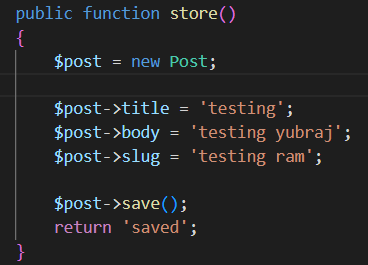 public function store()
{
$post = new Post;
$post->title = 'testing';
$post->body = 'testing yubraj';
$post->slug = 'testing ram';
$post->save();
return 'saved';
}